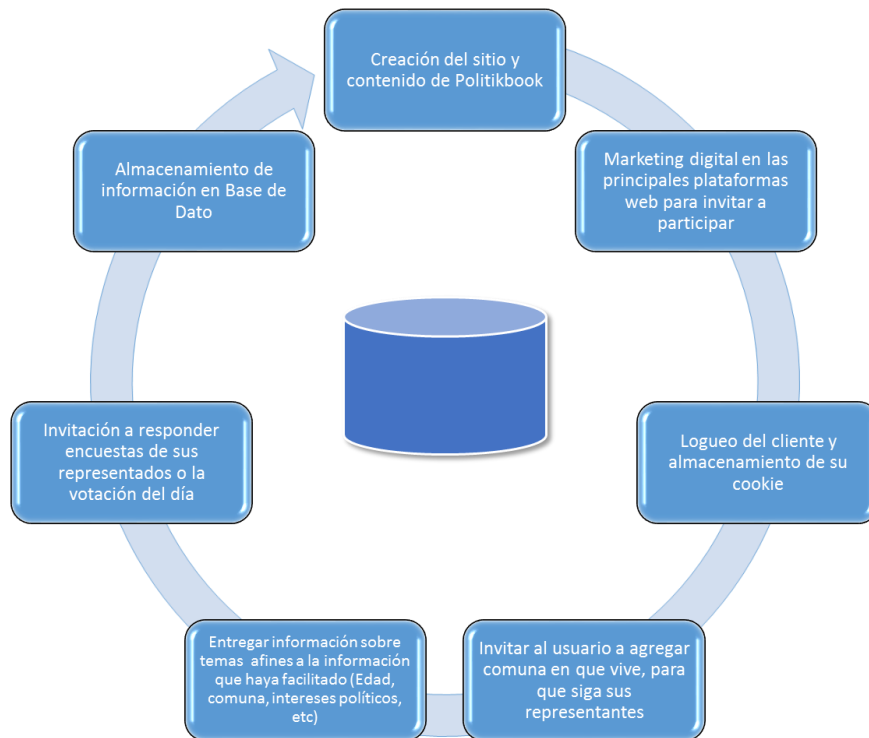 Creación del sitio y
contenido de Politikbook
Marketing digital en las
principales plataformas
web para invitar a
participar
Logueo del cliente y
almacenamiento de su
cookie
Invitar al usuario a agregar
comuna en que vive, para
que siga sus
representantes
Entregar información sobre
temas afines a la información
que haya facilitado (Edad,
comuna, intereses políticos,
etc)
Invitación a responder
encuestas de sus
representados o la
votación del día
Almacenamiento de
información en Base de
Dato